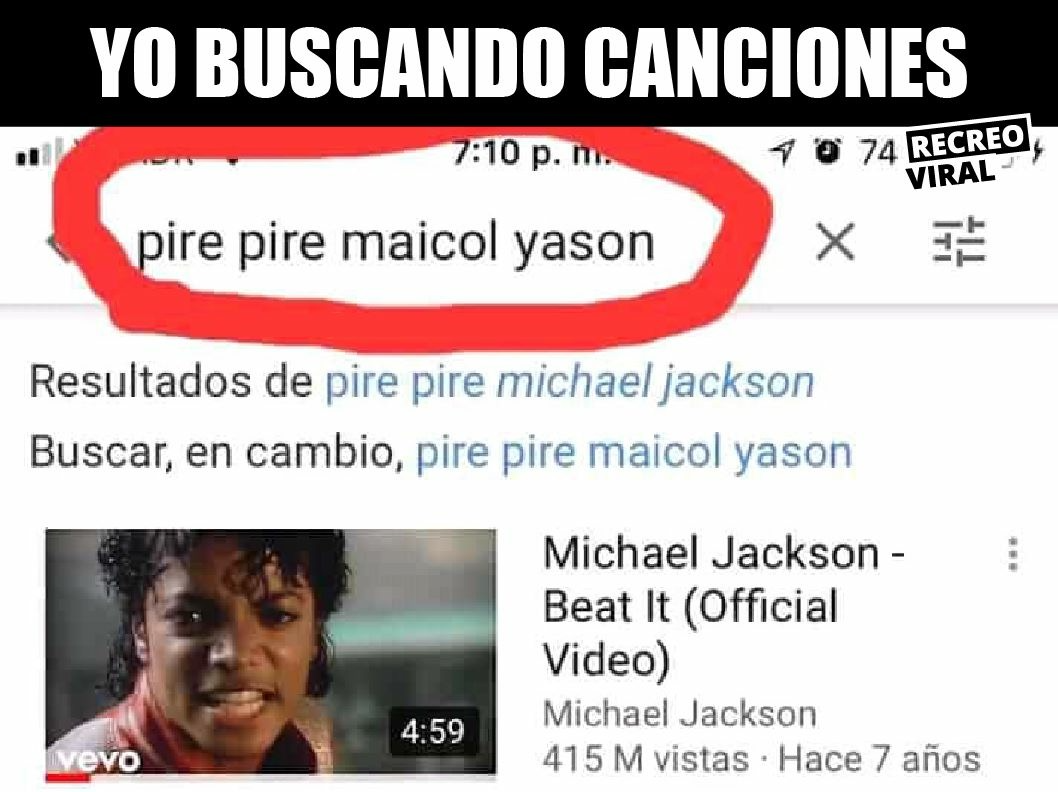 YO BUSCANDO CANCIONES
RECREO
VIRAL
7:10 p. m. 74
pire pire maicol yason
Resultados de pire pire michael jackson
Buscar, en cambio, pire pire maicol yason
Michael Jackson -
Beat It (Official
Video)
4:59
vevo
Michael Jackson
415 M vistas · Hace 7 años